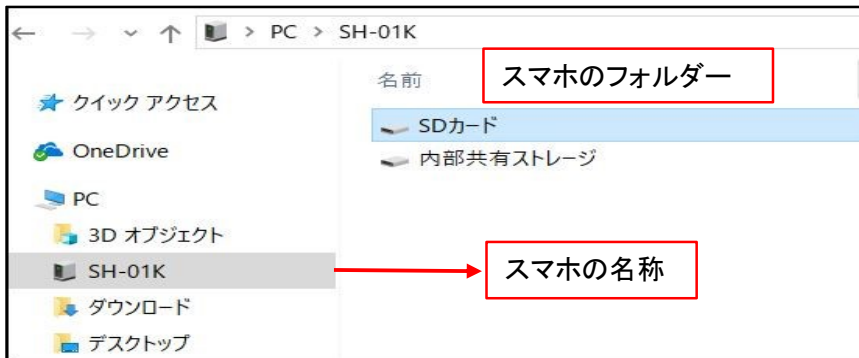 PC > SH-01K
名前
スマホのフォルダー
クイック アクセス
SDカード
OneDrive
内部共有ストレージ
PC
3D オブジェクト
SH-01K
スマホの名称
ダウンロード
デスクトップ